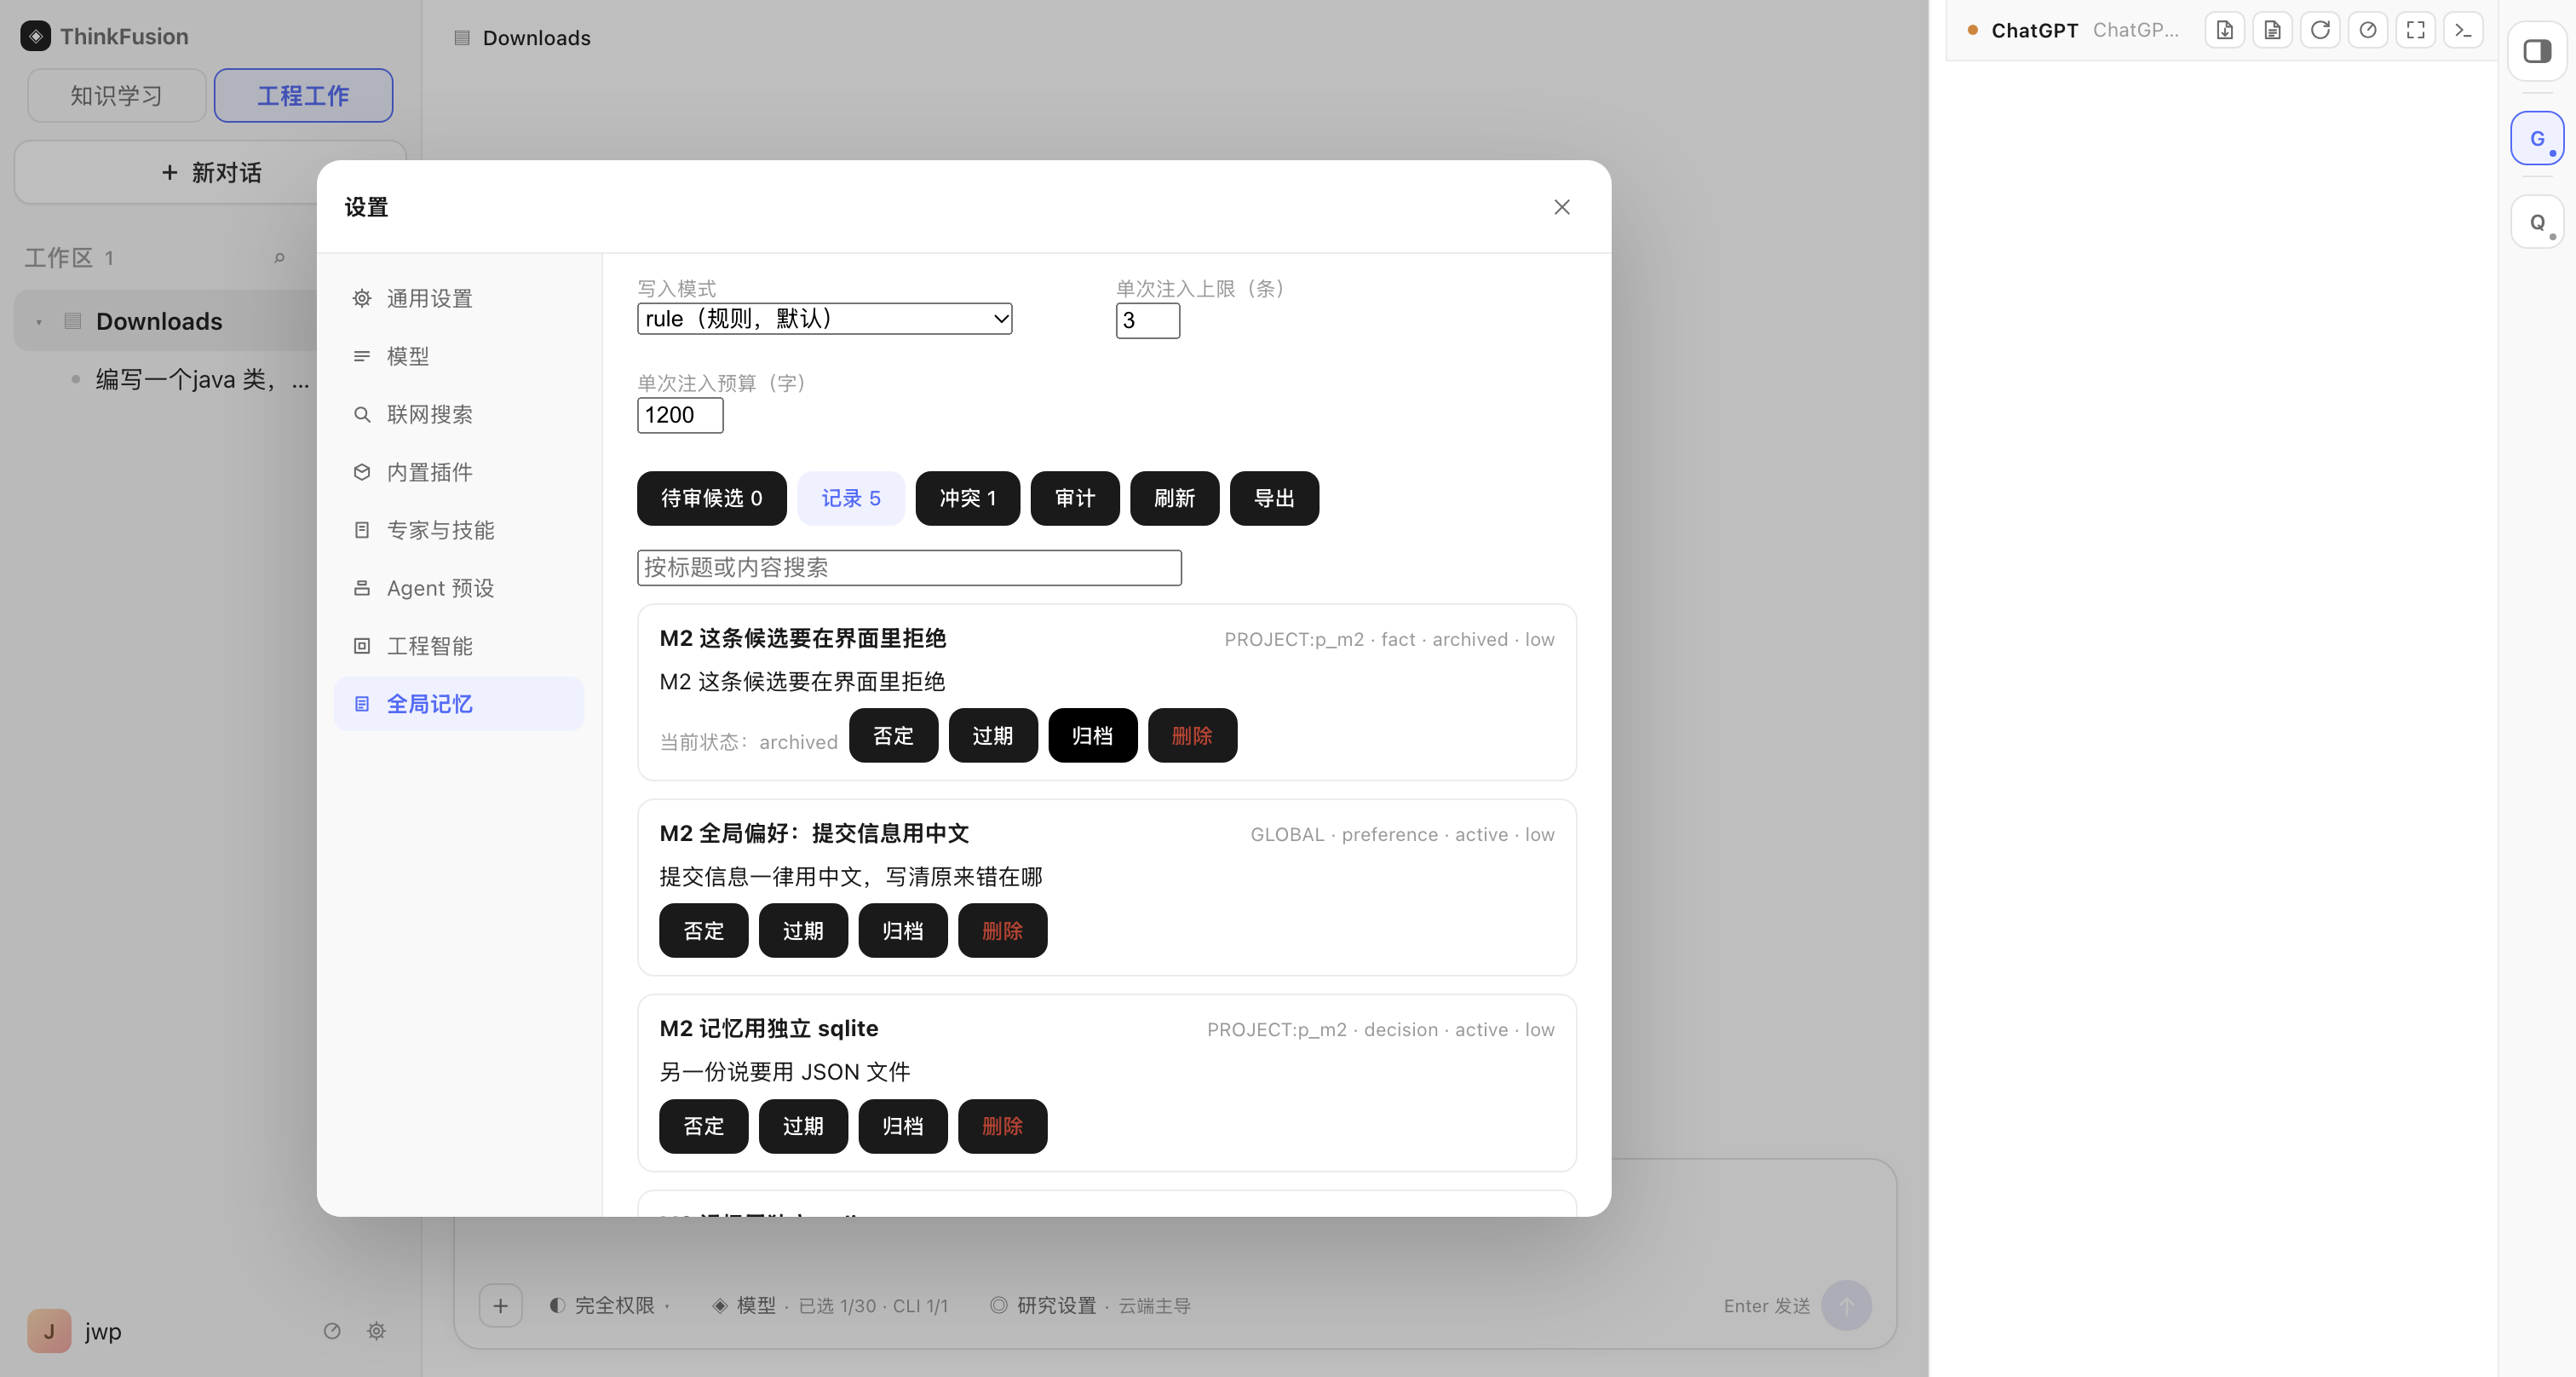 ThinkFusion
知识学习
工程工作
+ 新对话
工作区 1
Downloads
编写一个java 类，...
J
jwp
Downloads
设置
通用设置
模型
联网搜索
内置插件
专家与技能
Agent 预设
工程智能
全局记忆
写入模式
rule（规则，默认）
单次注入上限（条）
3
单次注入预算（字）
1200
待审候选 0
记录 5
冲突 1
审计
刷新
导出
按标题或内容搜索
M2 这条候选要在界面里拒绝
PROJECT:p_m2 · fact · archived · low
M2 这条候选要在界面里拒绝
当前状态：archived
否定
过期
归档
删除
M2 全局偏好：提交信息用中文
GLOBAL · preference · active · low
提交信息一律用中文，写清原来错在哪
否定
过期
归档
删除
M2 记忆用独立 sqlite
PROJECT:p_m2 · decision · active · low
另一份说要用 JSON 文件
否定
过期
归档
删除
完全权限
模型 · 已选 1/30 · CLI 1/1
研究设置 · 云端主导
Enter 发送
ChatGPT ChatGP...
G
Q